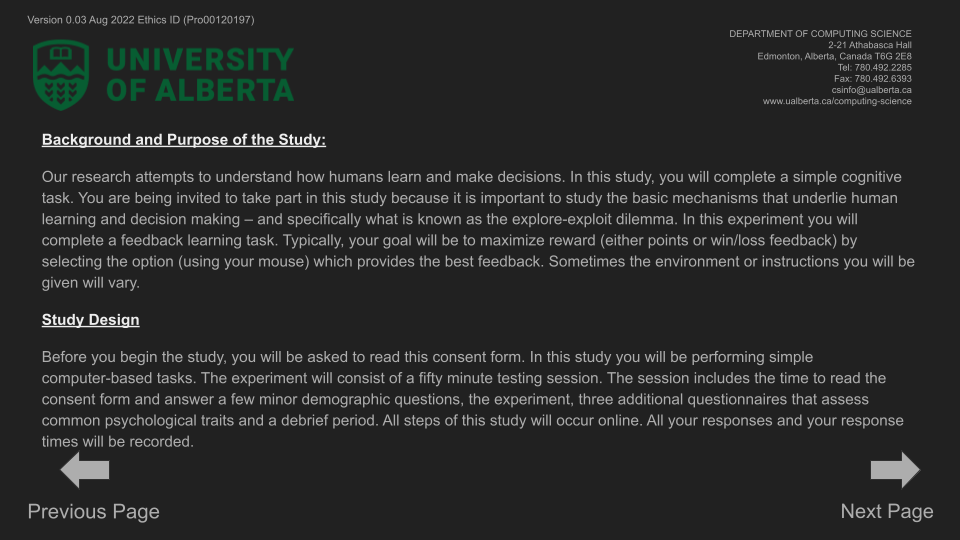 Version 0.03 Aug 2022 Ethics ID (Pro00120197)
UNIVERSITY
OF ALBERTA
DEPARTMENT OF COMPUTING SCIENCE
2-21 Athabasca Hall
Edmonton, Alberta, Canada T6G 2E8
Tel: 780.492.2285
Fax: 780.492.6393
csinfo@ualberta.ca
www.ualberta.ca/computing-science
Background and Purpose of the Study:
Our research attempts to understand how humans learn and make decisions. In this study, you will complete a simple cognitive
task. You are being invited to take part in this study because it is important to study the basic mechanisms that underlie human
learning and decision making – and specifically what is known as the explore-exploit dilemma. In this experiment you will
complete a feedback learning task. Typically, your goal will be to maximize reward (either points or win/loss feedback) by
selecting the option (using your mouse) which provides the best feedback. Sometimes the environment or instructions you will be
given will vary.
Study Design
Before you begin the study, you will be asked to read this consent form. In this study you will be performing simple
computer-based tasks. The experiment will consist of a fifty minute testing session. The session includes the time to read the
consent form and answer a few minor demographic questions, the experiment, three additional questionnaires that assess
common psychological traits and a debrief period. All steps of this study will occur online. All your responses and your response
times will be recorded.
Previous Page
Next Page